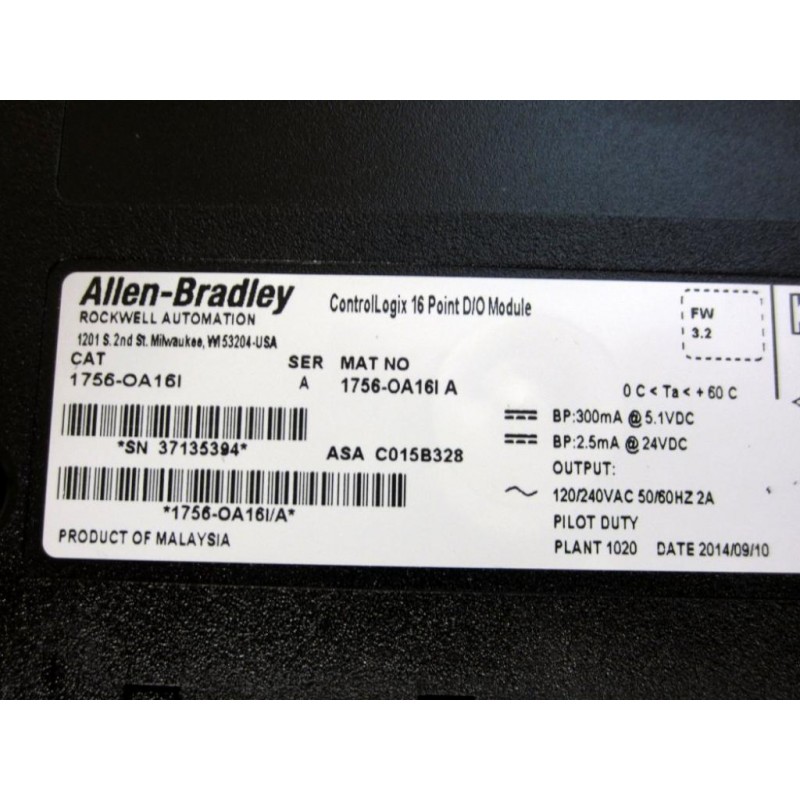 Allen-Bradley
ROCKWELL AUTOMATION
1201 S. 2nd St. Milwaukee, WI 53204-USA
ControlLogix 16 Point D/O Module
FW
3.2
CAT SER MAT NO
1756-OA16I A 1756-OA16I A
0 C < Ta < + 60 C
*SN 37135394*
ASA C015B328
*1756-OA16I/A*
PRODUCT OF MALAYSIA
BP:300mA @ 5.1VDC
BP:2.5mA @ 24VDC
OUTPUT:
120/240VAC 50/60HZ 2A
PILOT DUTY
PLANT 1020 DATE 2014/09/10